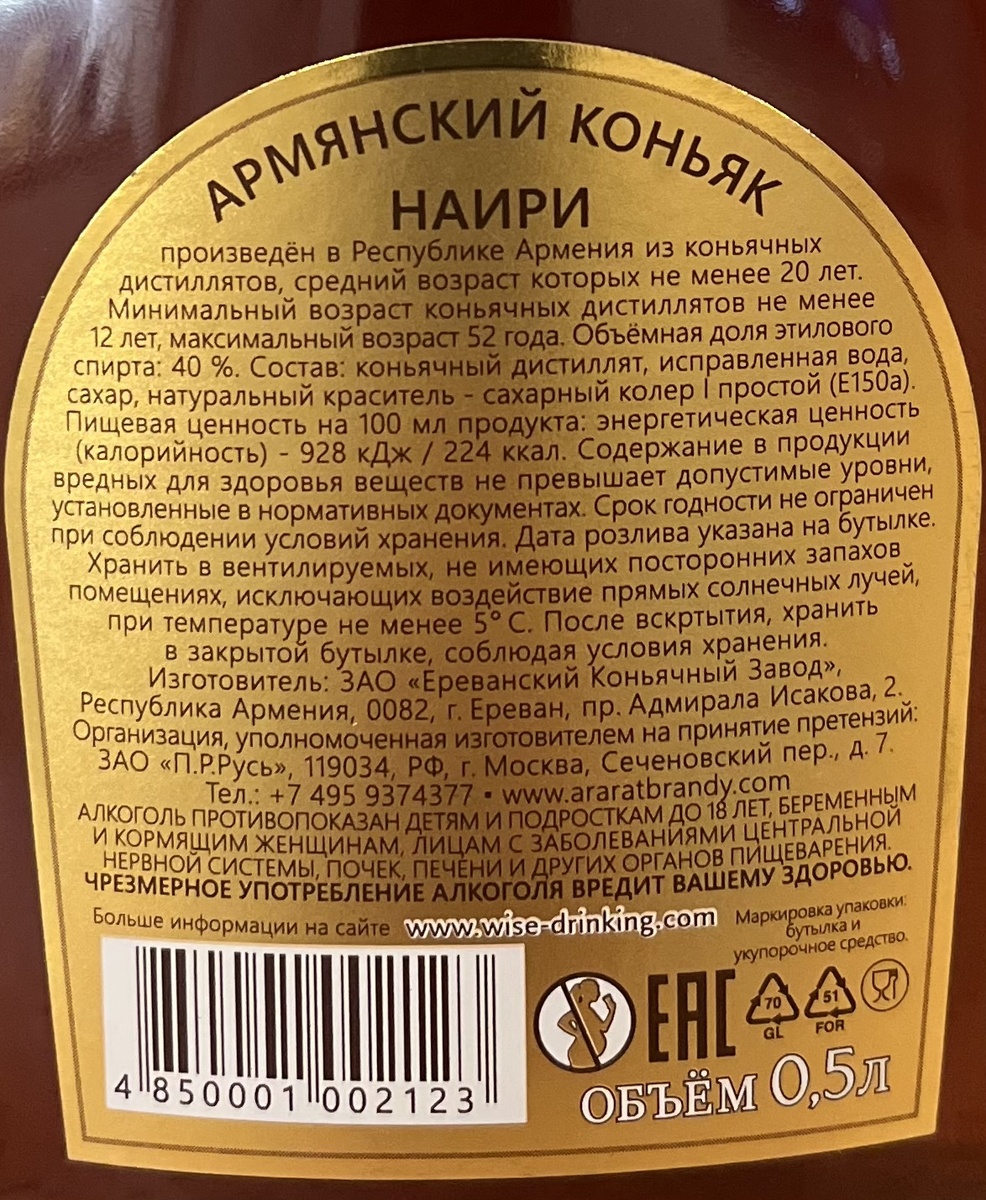 АРМЯНСКИЙ КОНЬЯК
НАИРИ
произведён в Республике Армения из коньячных
дистиллятов, средний возраст которых не менее 20 лет.
Минимальный возраст коньячных дистиллятов не менее
12 лет, максимальный возраст 52 года. Объёмная доля этилового
спирта: 40 %. Состав: коньячный дистиллят, исправленная вода,
сахар, натуральный краситель - сахарный колер I простой (Е150а).
Пищевая ценность на 100 мл продукта: энергетическая ценность
(калорийность) - 928 кДж / 224 ккал. Содержание в продукции
вредных для здоровья веществ не превышает допустимые уровни,
установленные в нормативных документах. Срок годности не ограничен
при соблюдении условий хранения. Дата розлива указана на бутылке.
Хранить в вентилируемых, не имеющих посторонних запахов
помещениях, исключающих воздействие прямых солнечных лучей,
при температуре не менее 5° С. После вскртытия, хранить
в закрытой бутылке, соблюдая условия хранения.
Изготовитель: ЗАО «Ереванский Коньячный Завод»,
Республика Армения, 0082, г. Ереван, пр. Адмирала Исакова, 2.
Организация, уполномоченная изготовителем на принятие претензий:
ЗАО «П.Р.Русь», 119034, РФ, г. Москва, Сеченовский пер., д. 7.
Тел.: +7 495 9374377 • www.araratbrandy.com
АЛКОГОЛЬ ПРОТИВОПОКАЗАН ДЕТЯМ И ПОДРОСТКАМ ДО 18 ЛЕТ, БЕРЕМЕННЫМ
И КОРМЯЩИМ ЖЕНЩИНАМ, ЛИЦАМ С ЗАБОЛЕВАНИЯМИ ЦЕНТРАЛЬНОЙ
НЕРВНОЙ СИСТЕМЫ, ПОЧЕК, ПЕЧЕНИ И ДРУГИХ ОРГАНОВ ПИЩЕВАРЕНИЯ.
ЧРЕЗМЕРНОЕ УПОТРЕБЛЕНИЕ АЛКОГОЛЯ ВРЕДИТ ВАШЕМУ ЗДОРОВЬЮ.
Больше информации на сайте www.wise-drinking.com
Маркировка упаковки:
бутылка и
укупорочное средство.
EAC
70
GL
51
FOR
4 850001 002123
ОБЪЁМ 0,5л